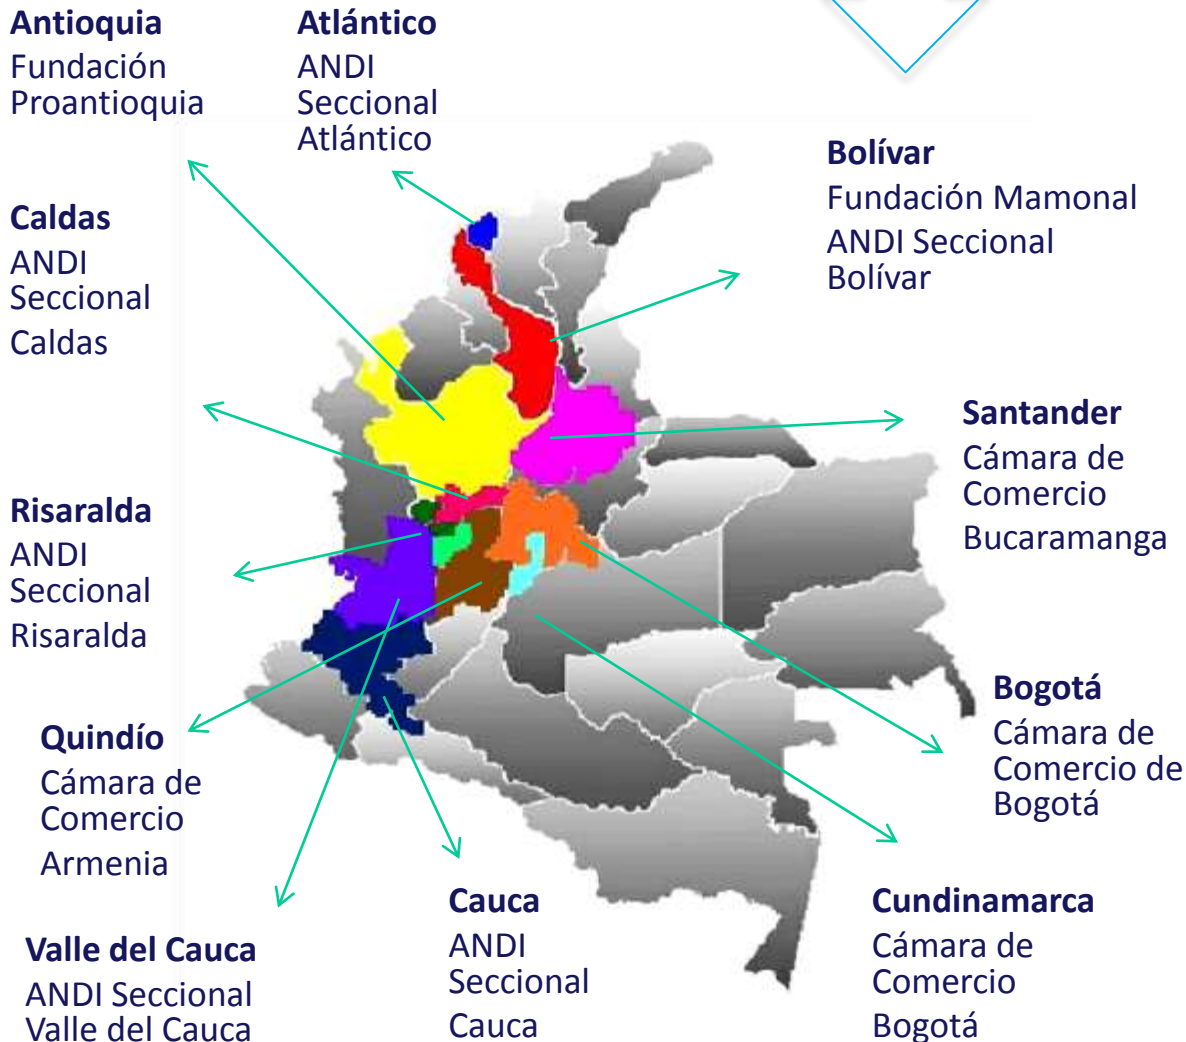 Antioquia
Fundación
Proantioquia
Atlántico
ANDI
Seccional
Atlántico
Bolívar
Fundación Mamonal
ANDI Seccional
Bolívar
Caldas
ANDI
Seccional
Caldas
Santander
Cámara de
Comercio
Bucaramanga
Risaralda
ANDI
Seccional
Risaralda
Bogotá
Cámara de
Comercio de
Bogotá
Quindío
Cámara de
Comercio
Armenia
Valle del Cauca
ANDI Seccional
Valle del Cauca
Cauca
ANDI
Seccional
Cauca
Cundinamarca
Cámara de
Comercio
Bogotá